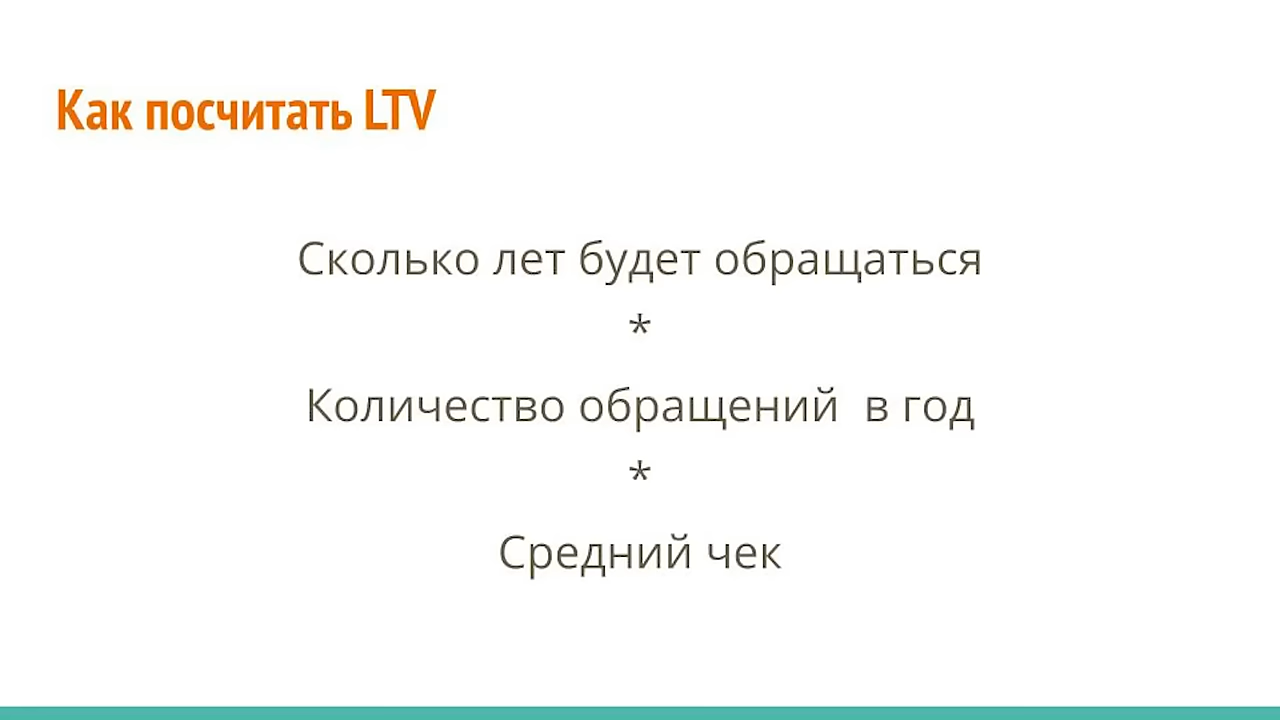 Как посчитать LTV
Сколько лет будет обращаться
*
Количество обращений в год
*
Средний чек